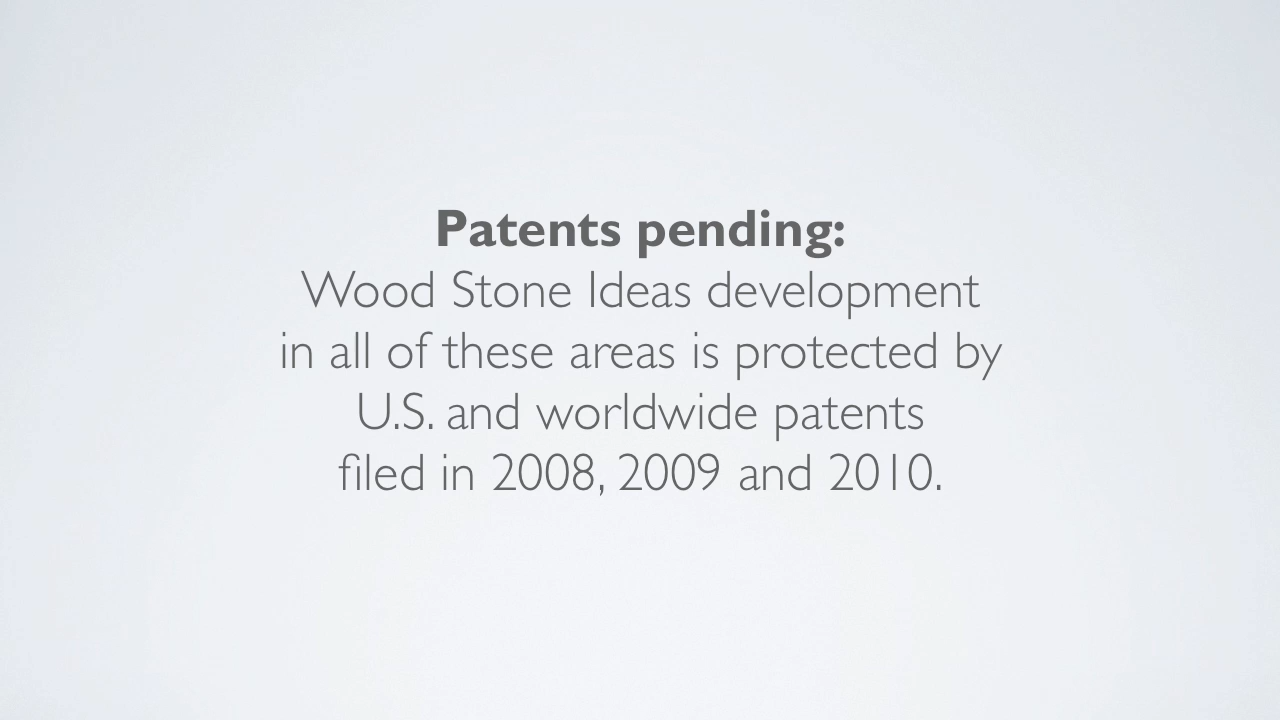 Patents pending:
Wood Stone Ideas development
in all of these areas is protected by
U.S. and worldwide patents
filed in 2008, 2009 and 2010.